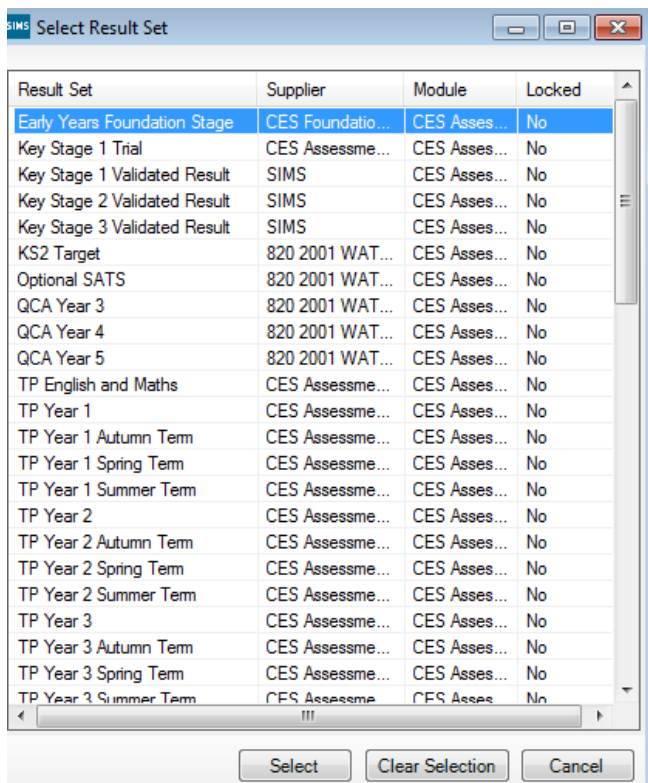 SIMS Select Result Set
Result Set Supplier Module Locked
Early Years Foundation Stage CES Foundatio... CES Asses... No
Key Stage 1 Trial CES Assessme... CES Asses... No
Key Stage 1 Validated Result SIMS CES Asses... No
Key Stage 2 Validated Result SIMS CES Asses... No
Key Stage 3 Validated Result SIMS CES Asses... No
KS2 Target 820 2001 WAT... CES Asses... No
Optional SATS 820 2001 WAT... CES Asses... No
QCA Year 3 820 2001 WAT... CES Asses... No
QCA Year 4 820 2001 WAT... CES Asses... No
QCA Year 5 820 2001 WAT... CES Asses... No
TP English and Maths CES Assessme... CES Asses... No
TP Year 1 CES Assessme... CES Asses... No
TP Year 1 Autumn Term CES Assessme... CES Asses... No
TP Year 1 Spring Term CES Assessme... CES Asses... No
TP Year 1 Summer Term CES Assessme... CES Asses... No
TP Year 2 CES Assessme... CES Asses... No
TP Year 2 Autumn Term CES Assessme... CES Asses... No
TP Year 2 Spring Term CES Assessme... CES Asses... No
TP Year 2 Summer Term CES Assessme... CES Asses... No
TP Year 3 CES Assessme... CES Asses... No
TP Year 3 Autumn Term CES Assessme... CES Asses... No
TP Year 3 Spring Term CES Assessme... CES Asses... No
TP Year 3 Summer Term CES Assessme CES Asses No
Select Clear Selection Cancel